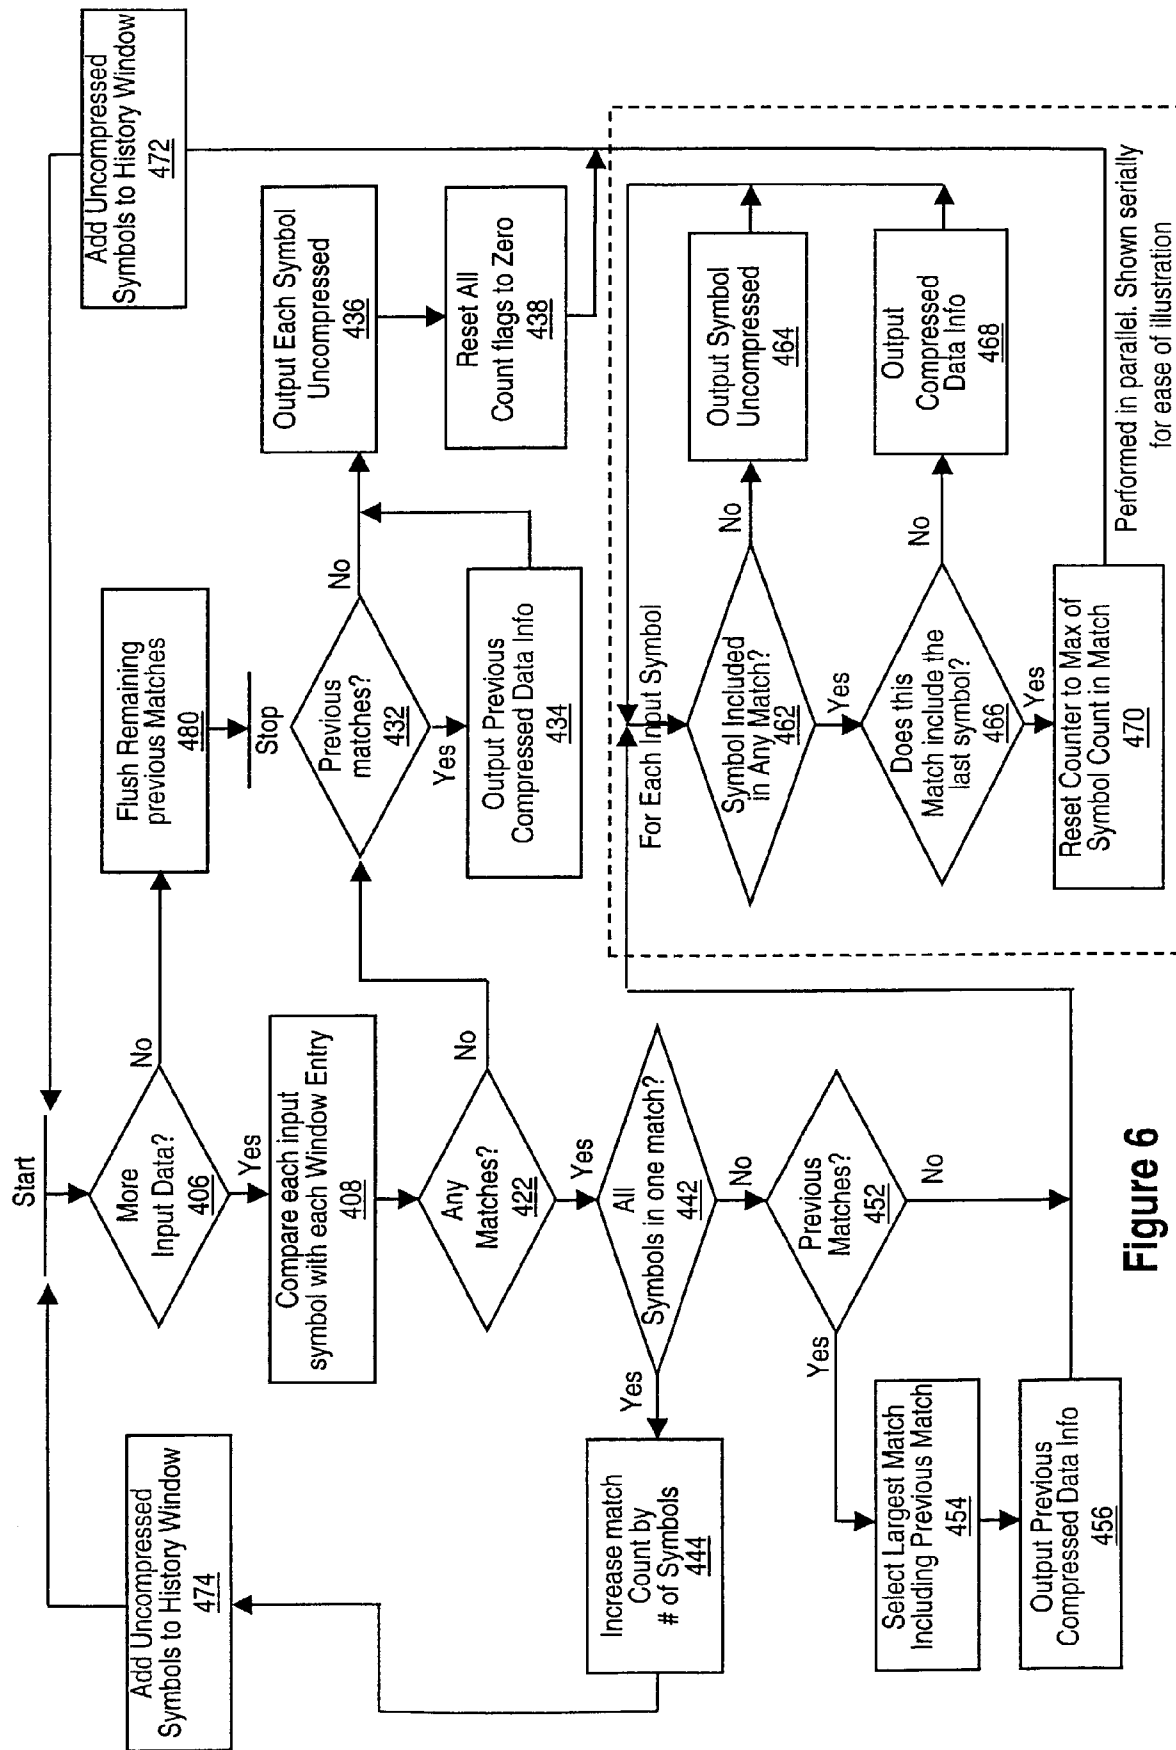 Start
More
Input Data?
406
No
Yes
Flush Remaining
previous Matches
480
Stop
Add Uncompressed
Symbols to History Window
472
Add Uncompressed
Symbols to History Window
474
Compare each input
symbol with each Window Entry
408
Any
Matches?
422
No
Yes
Previous
matches?
432
No
Yes
Output Previous
Compressed Data Info
434
Output Each Symbol
Uncompressed
436
Reset All
Count flags to Zero
438
All
Symbols in one match?
442
Yes
No
Increase match
Count by
# of Symbols
444
Previous
Matches?
452
Yes
No
Select Largest Match
Including Previous Match
454
Output Previous
Compressed Data Info
456
For Each Input Symbol
Symbol Included
in Any Match?
462
No
Yes
Output Symbol
Uncompressed
464
Does this
Match include the
last symbol?
466
No
Yes
Output
Compressed
Data Info
468
Reset Counter to Max of
Symbol Count in Match
470
Performed in parallel. Shown serially
for ease of illustration
Figure 6